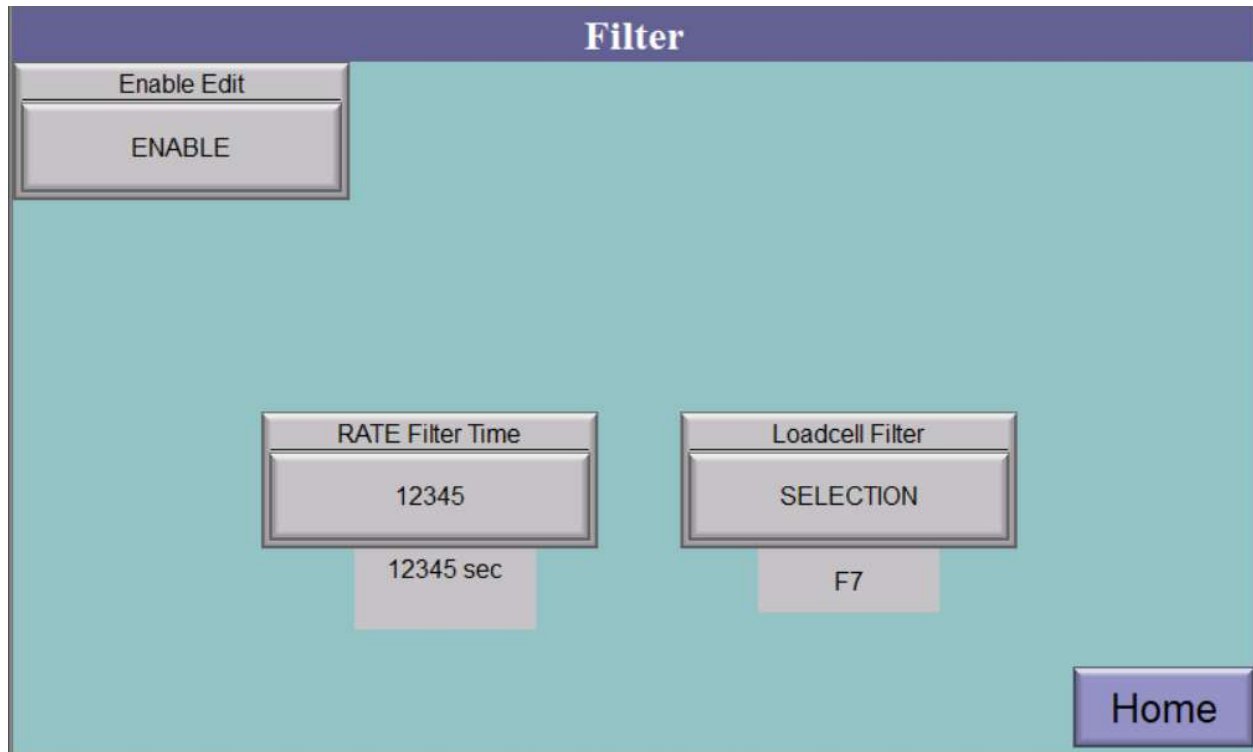 Filter
Enable Edit
ENABLE
RATE Filter Time
12345
12345 sec
Loadcell Filter
SELECTION
F7
Home